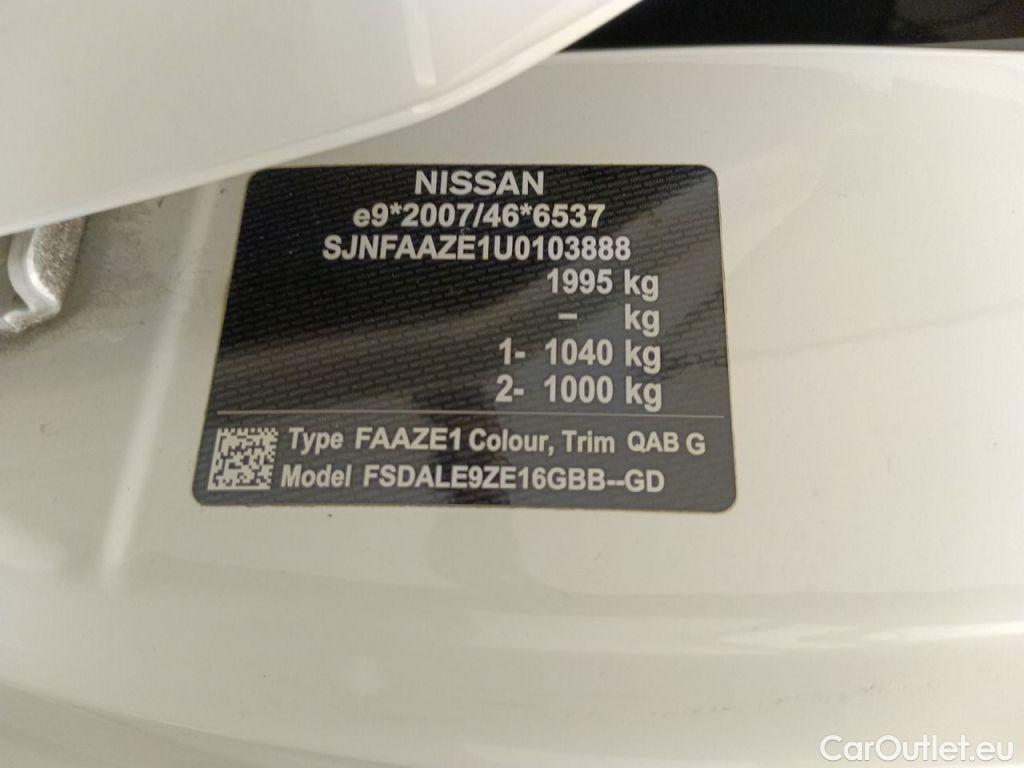 NISSAN
e9*2007/46*6537
SJNFAAZE1U0103888
1995 kg
– kg
1- 1040 kg
2- 1000 kg
Type FAAZE1 Colour, Trim QAB G
Model FSDALE9ZE16GBB--GD
CarOutlet.eu